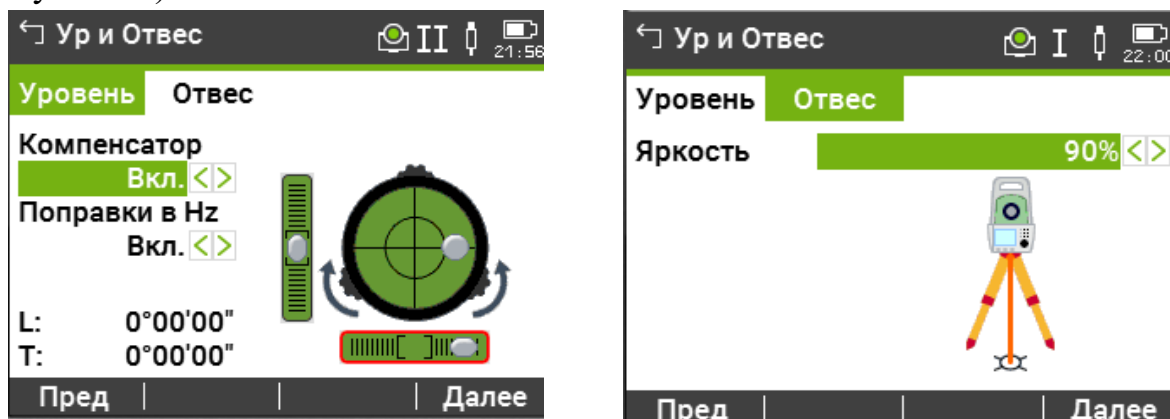 Ур и Отвес
II
21:56
Уровень Отвес
Компенсатор
Вкл.
Поправки в Hz
Вкл.
L: 0°00'00"
T: 0°00'00"
Пред Далее
Ур и Отвес
I
22:00
Уровень Отвес
Яркость 90%
Пред Далее